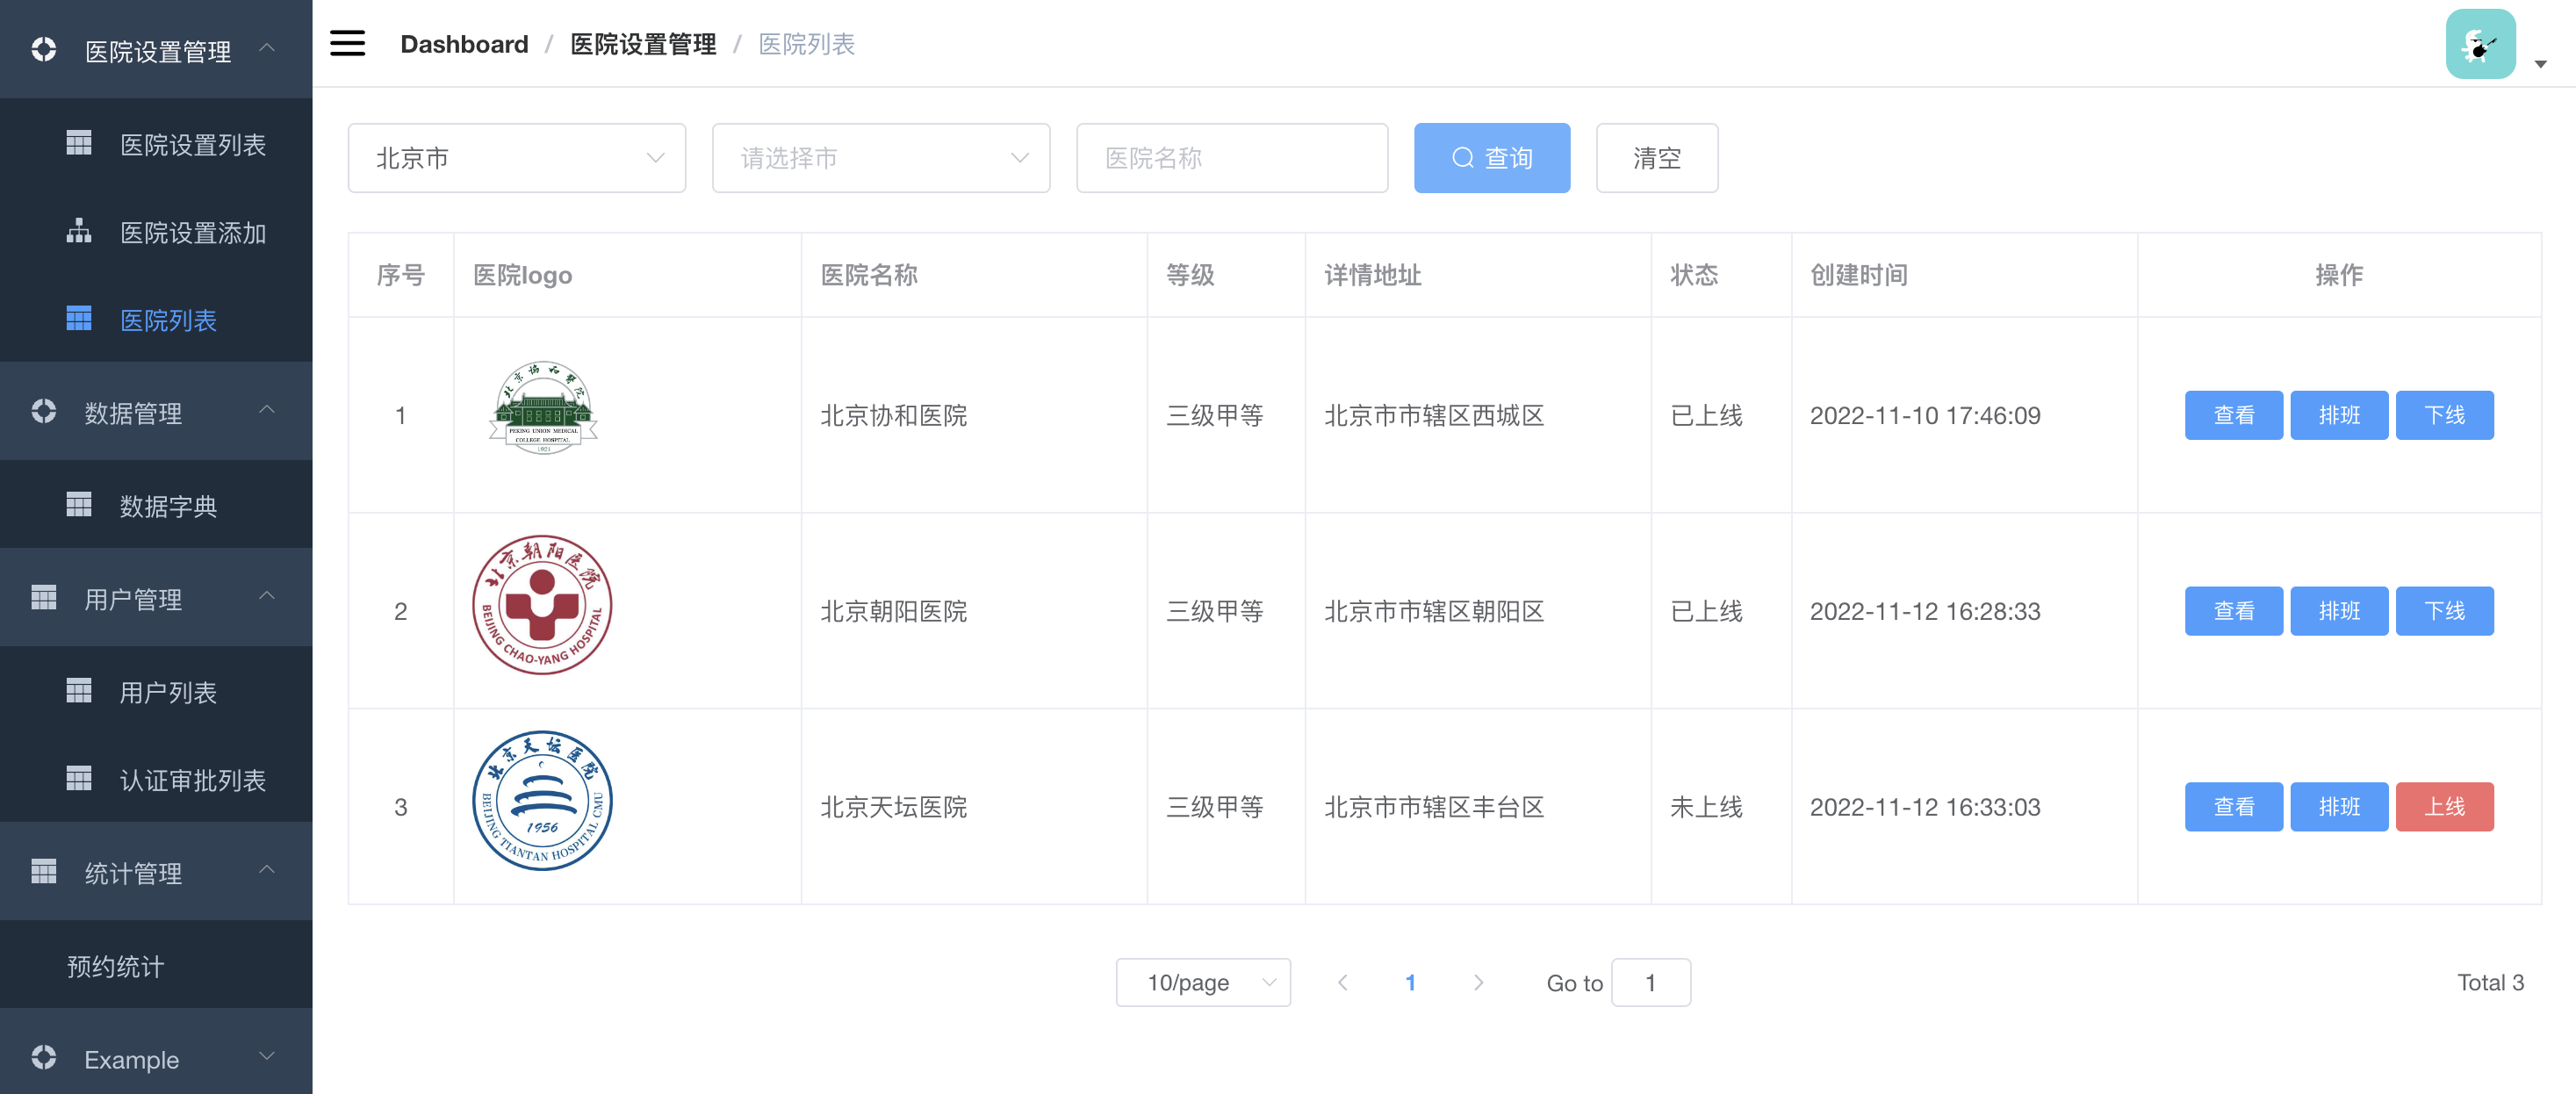 医院设置管理
医院设置列表
医院设置添加
医院列表
数据管理
数据字典
用户管理
用户列表
认证审批列表
统计管理
预约统计
Example
Dashboard / 医院设置管理 / 医院列表
北京市 请选择市 医院名称 查询 清空
序号 医院logo 医院名称 等级 详情地址 状态 创建时间 操作
北京协和医院
PEKING UNION MEDICAL
COLLEGE HOSPITAL
1921
1 北京协和医院 三级甲等 北京市市辖区西城区 已上线 2022-11-10 17:46:09 查看 排班 下线
北京朝阳医院
BEIJING CHAO-YANG HOSPITAL
2 北京朝阳医院 三级甲等 北京市市辖区朝阳区 已上线 2022-11-12 16:28:33 查看 排班 下线
北京天坛医院
1956
BEIJING TIANTAN HOSPITAL CMU
3 北京天坛医院 三级甲等 北京市市辖区丰台区 未上线 2022-11-12 16:33:03 查看 排班 上线
10/page 1 Go to 1 Total 3